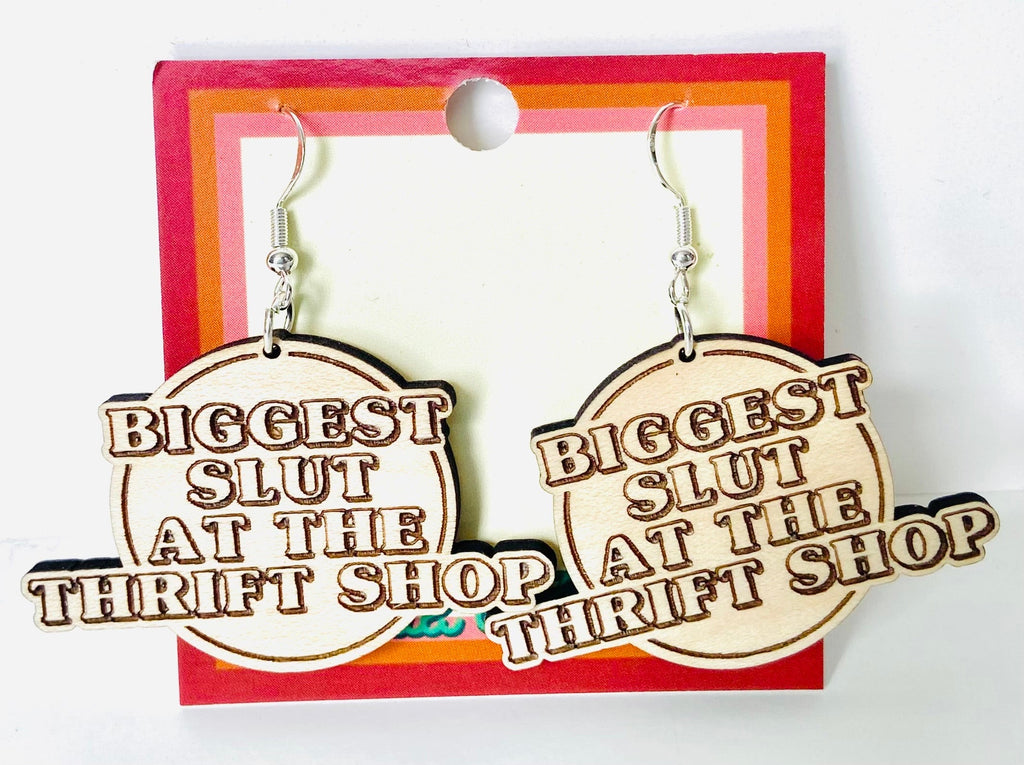 BIGGEST
SLUT
AT THE
THRIFT SHOP
BIGGEST
SLUT
AT THE
THRIFT SHOP